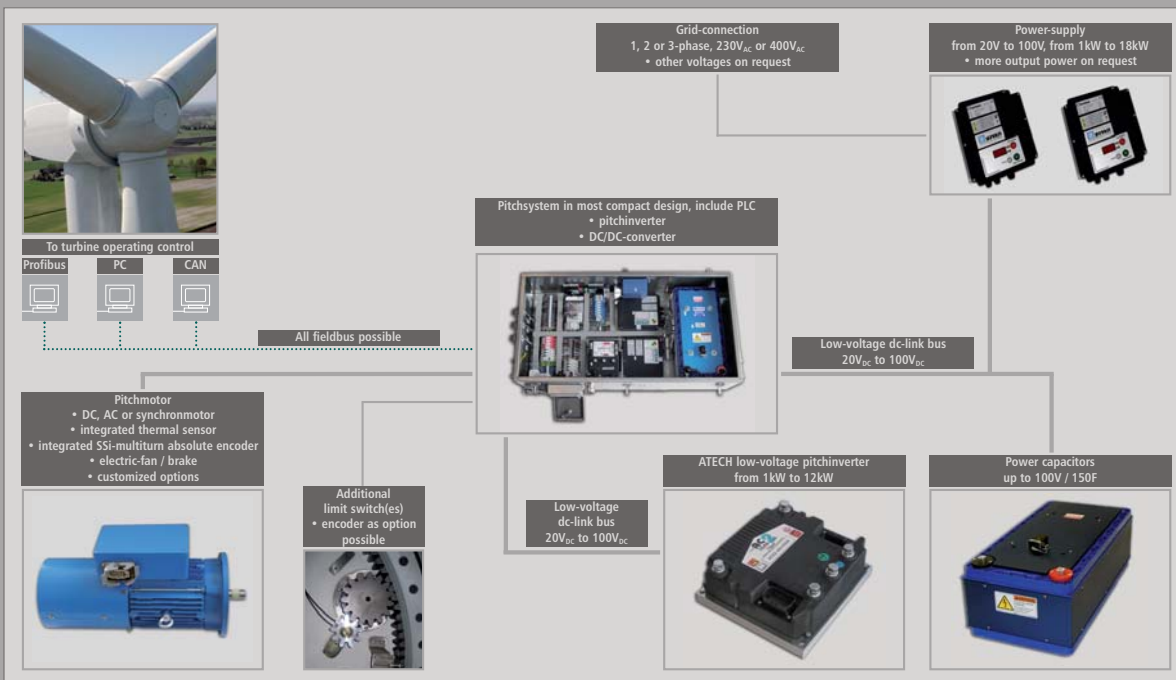 Grid-connection
1, 2 or 3-phase, 230VAC or 400VAC
• other voltages on request
Power-supply
from 20V to 100V, from 1kW to 18kW
• more output power on request
Pitchsystem in most compact design, include PLC
• pitchinverter
• DC/DC-converter
To turbine operating control
Profibus
PC
CAN
All fieldbus possible
Low-voltage dc-link bus
20VDC to 100VDC
Pitchmotor
• DC, AC or synchronmotor
• integrated thermal sensor
• integrated SSi-multiturn absolute encoder
• electric-fan / brake
• customized options
Additional
limit switch(es)
• encoder as option
possible
Low-voltage
dc-link bus
20VDC to 100VDC
ATECH low-voltage pitchinverter
from 1kW to 12kW
Power capacitors
up to 100V / 150F